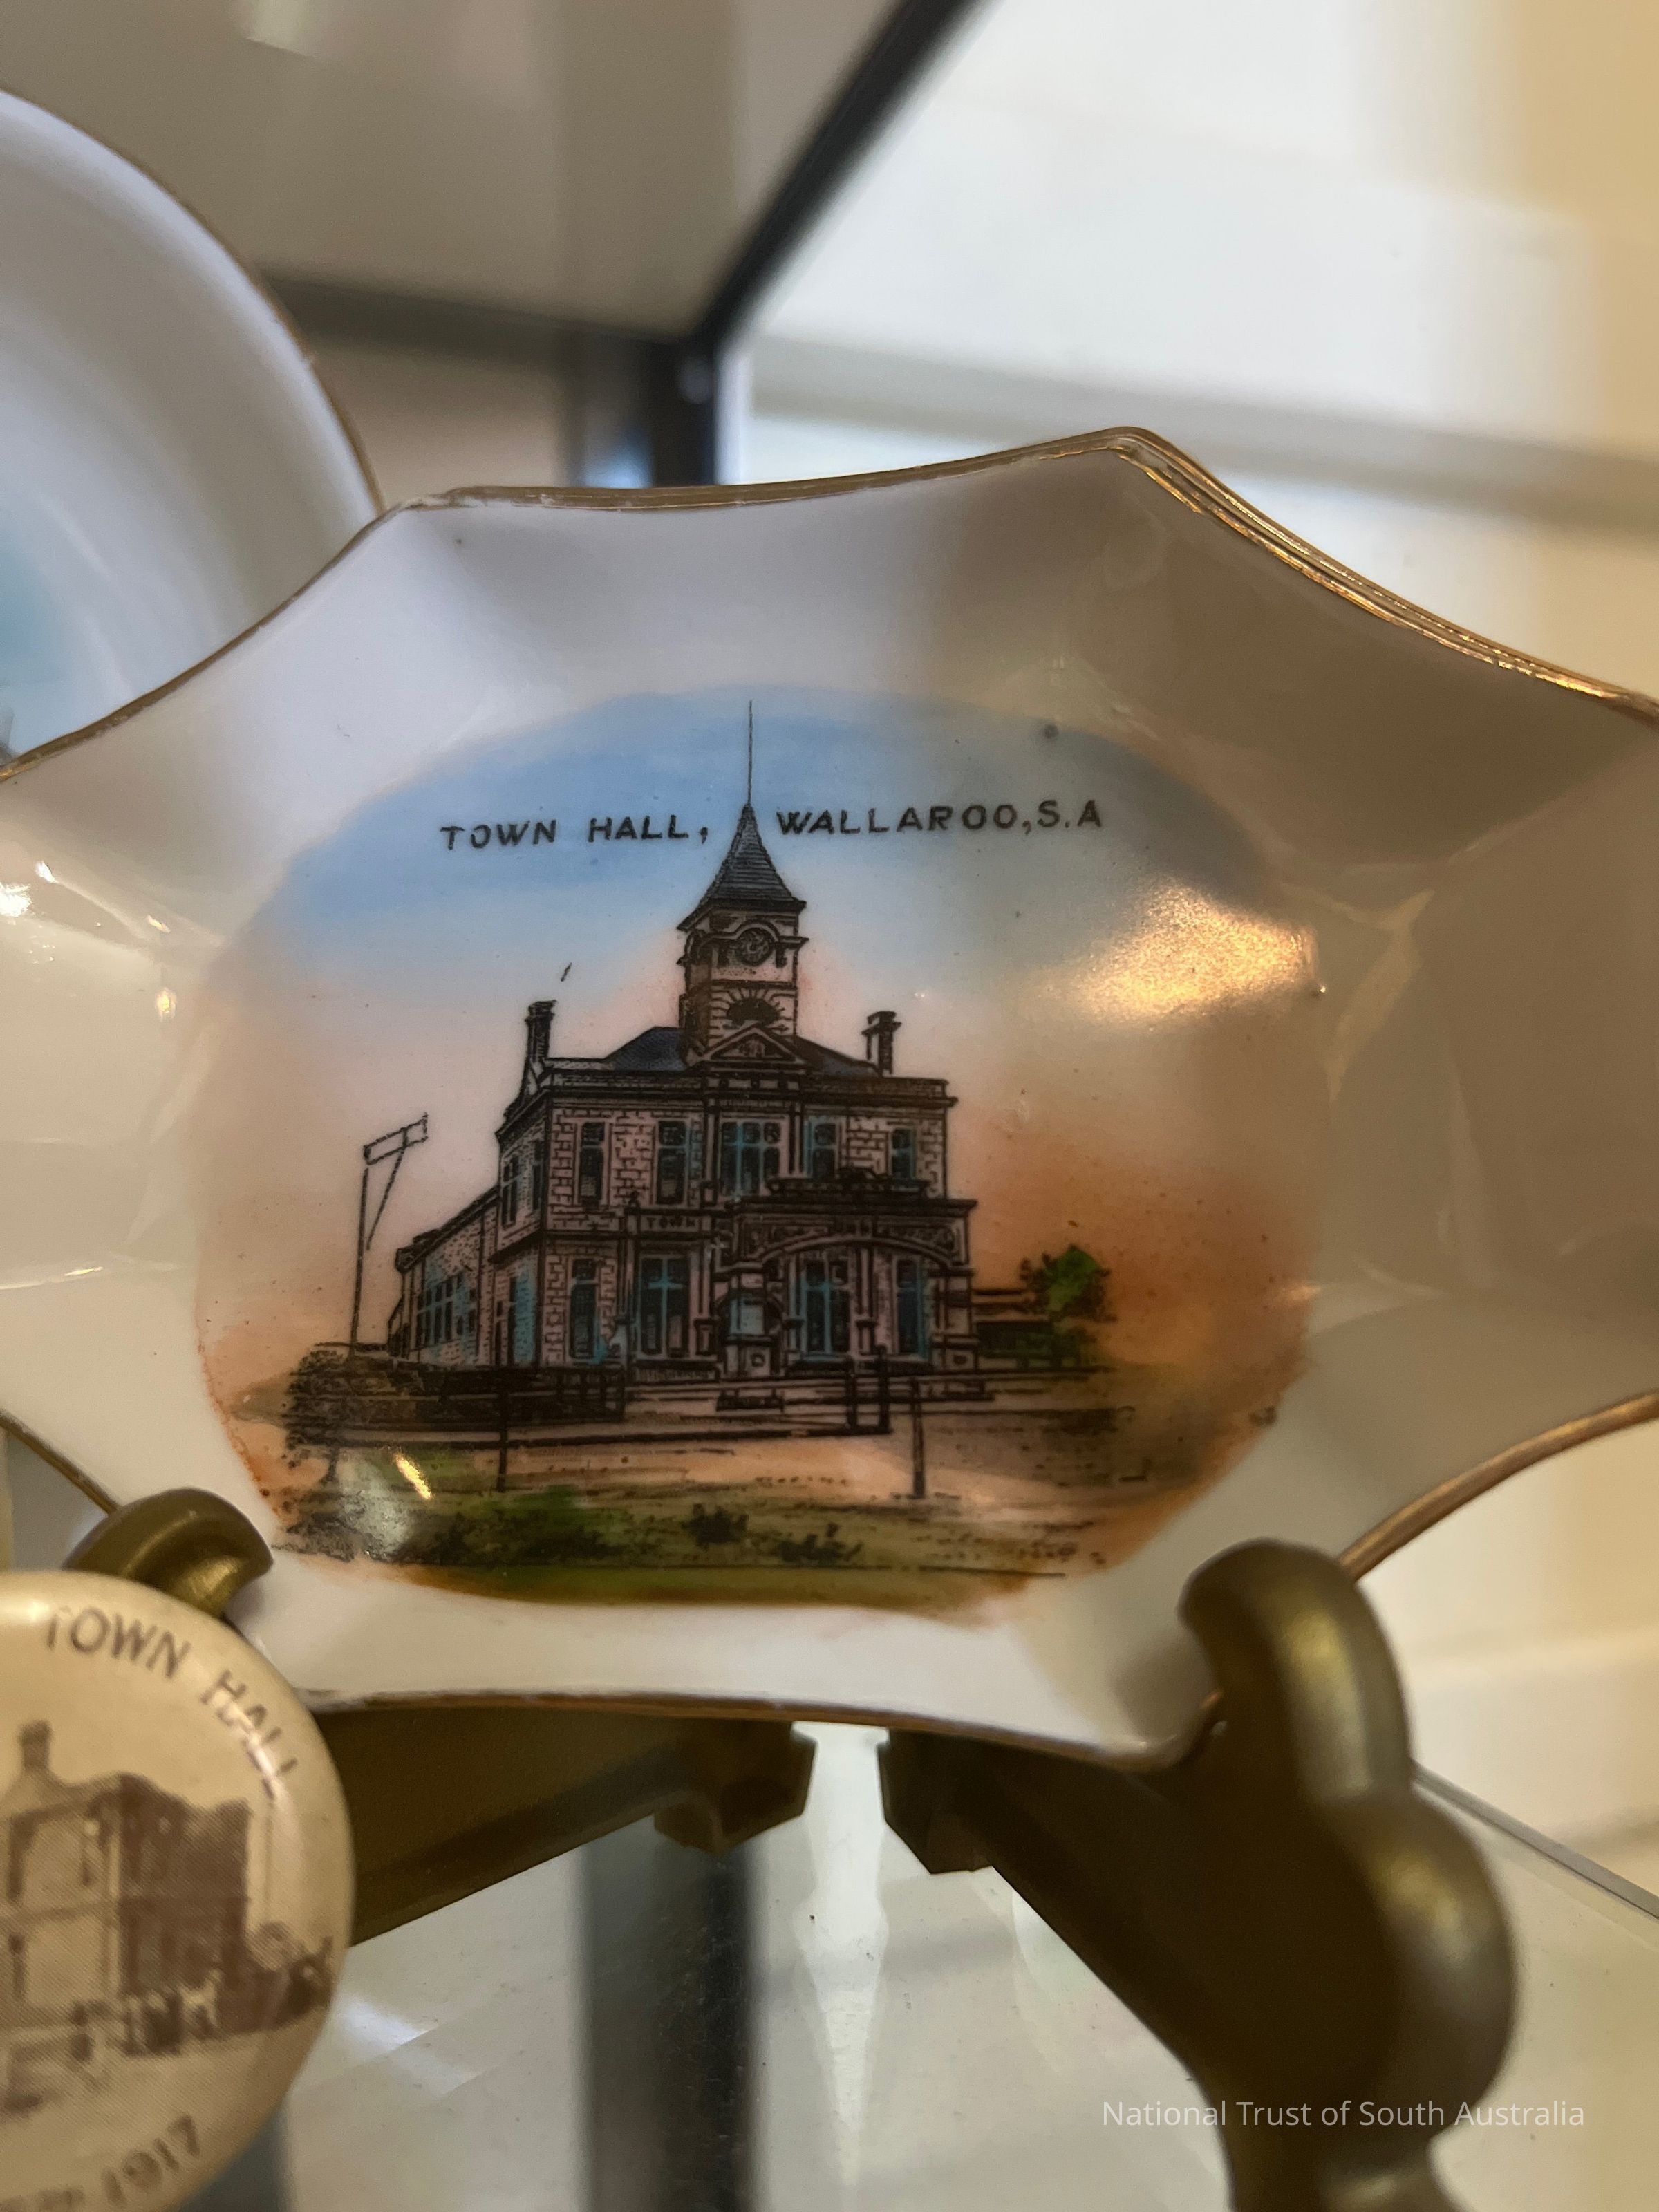 TOWN HALL, WALLAROO, S.A
TOWN
TOWN HALL
1917
National Trust of South Australia